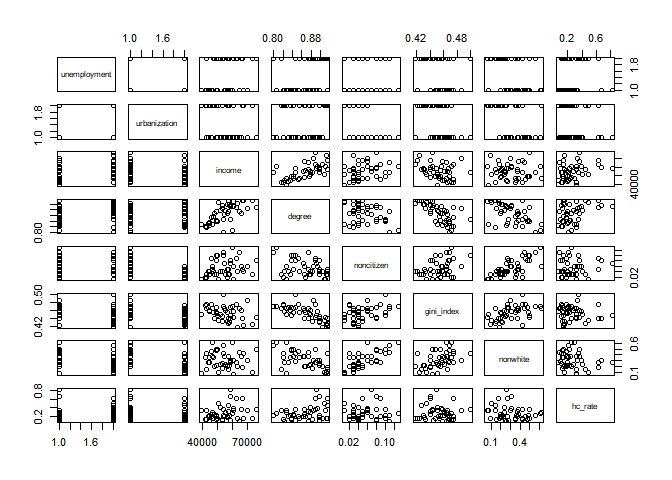 1.0 1.6 0.80 0.88 0.42 0.48 0.2 0.6
unemployment 1.0 1.8
1.0 1.8 urbanization
income 40000
0.80 degree
noncitizen 0.02
0.42 0.50 gini_index
nonwhite 0.1 0.6
0.2 0.8 hc_rate
1.0 1.6 40000 70000 0.02 0.10 0.1 0.4